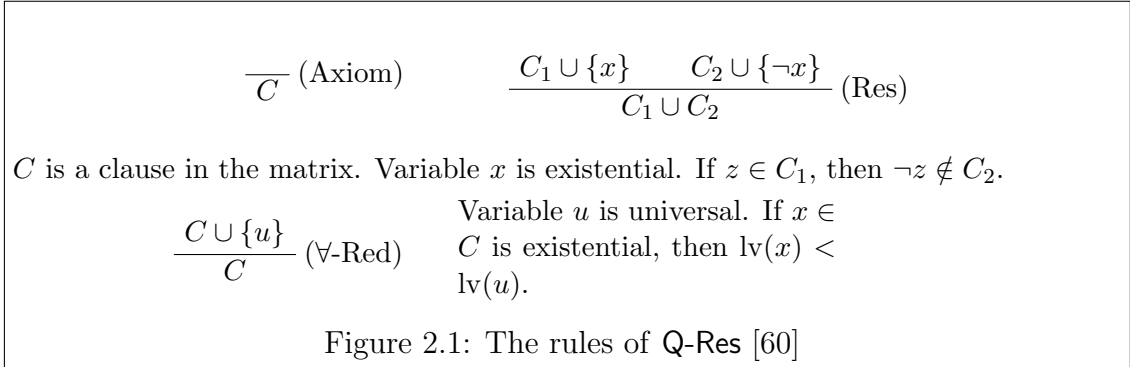 C (Axiom)
C₁ ∪ {x} C₂ ∪ {¬x}
C₁ ∪ C₂ (Res)
C is a clause in the matrix. Variable x is existential. If z ∈ C₁, then ¬z ∉ C₂.
C ∪ {u}
C (∀-Red)
Variable u is universal. If x ∈
C is existential, then lv(x) <
lv(u).
Figure 2.1: The rules of Q-Res [60]